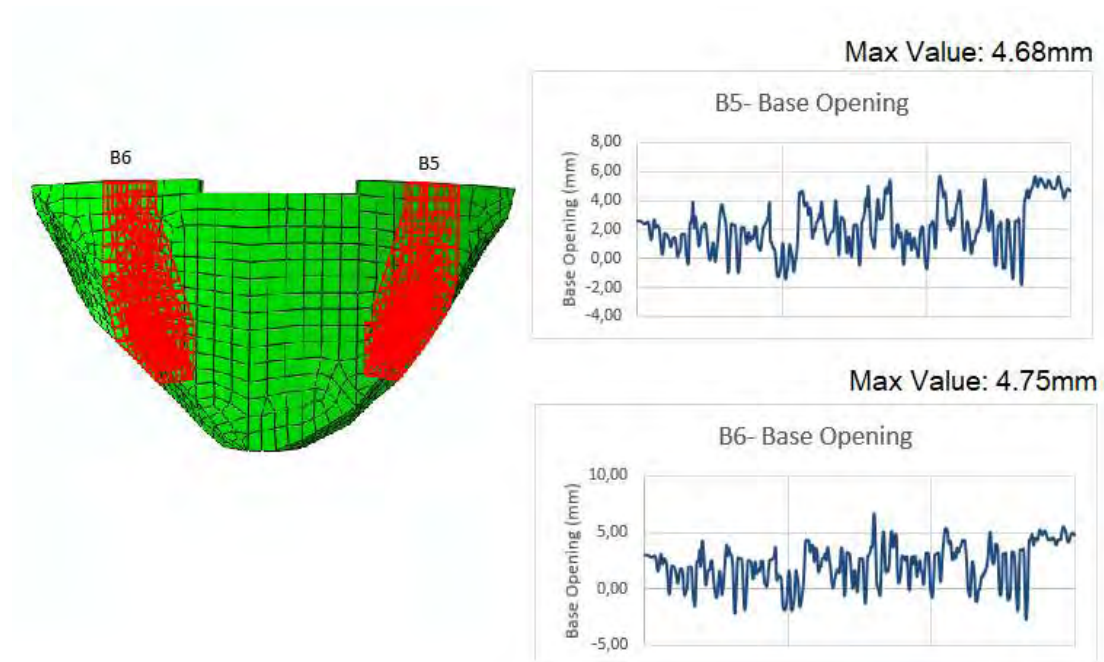 B6
B5
Max Value: 4.68mm
B5- Base Opening
Base Opening (mm)
8,00
6,00
4,00
2,00
0,00
-2,00
-4,00
Max Value: 4.75mm
B6- Base Opening
Base Opening (mm)
10,00
5,00
0,00
-5,00